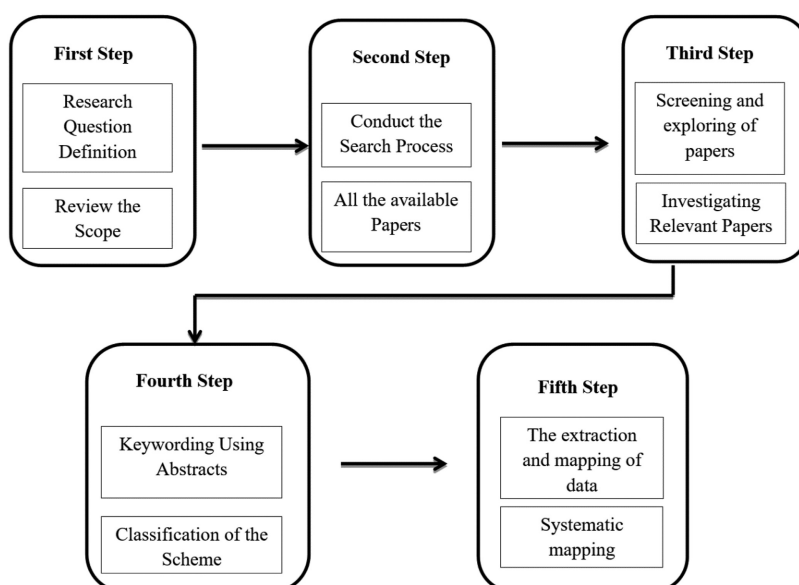 First Step
Research
Question
Definition
Review the
Scope
Second Step
Conduct the
Search Process
All the available
Papers
Third Step
Screening and
exploring of
papers
Investigating
Relevant Papers
Fourth Step
Keywording Using
Abstracts
Classification of the
Scheme
Fifth Step
The extraction
and mapping of
data
Systematic
mapping